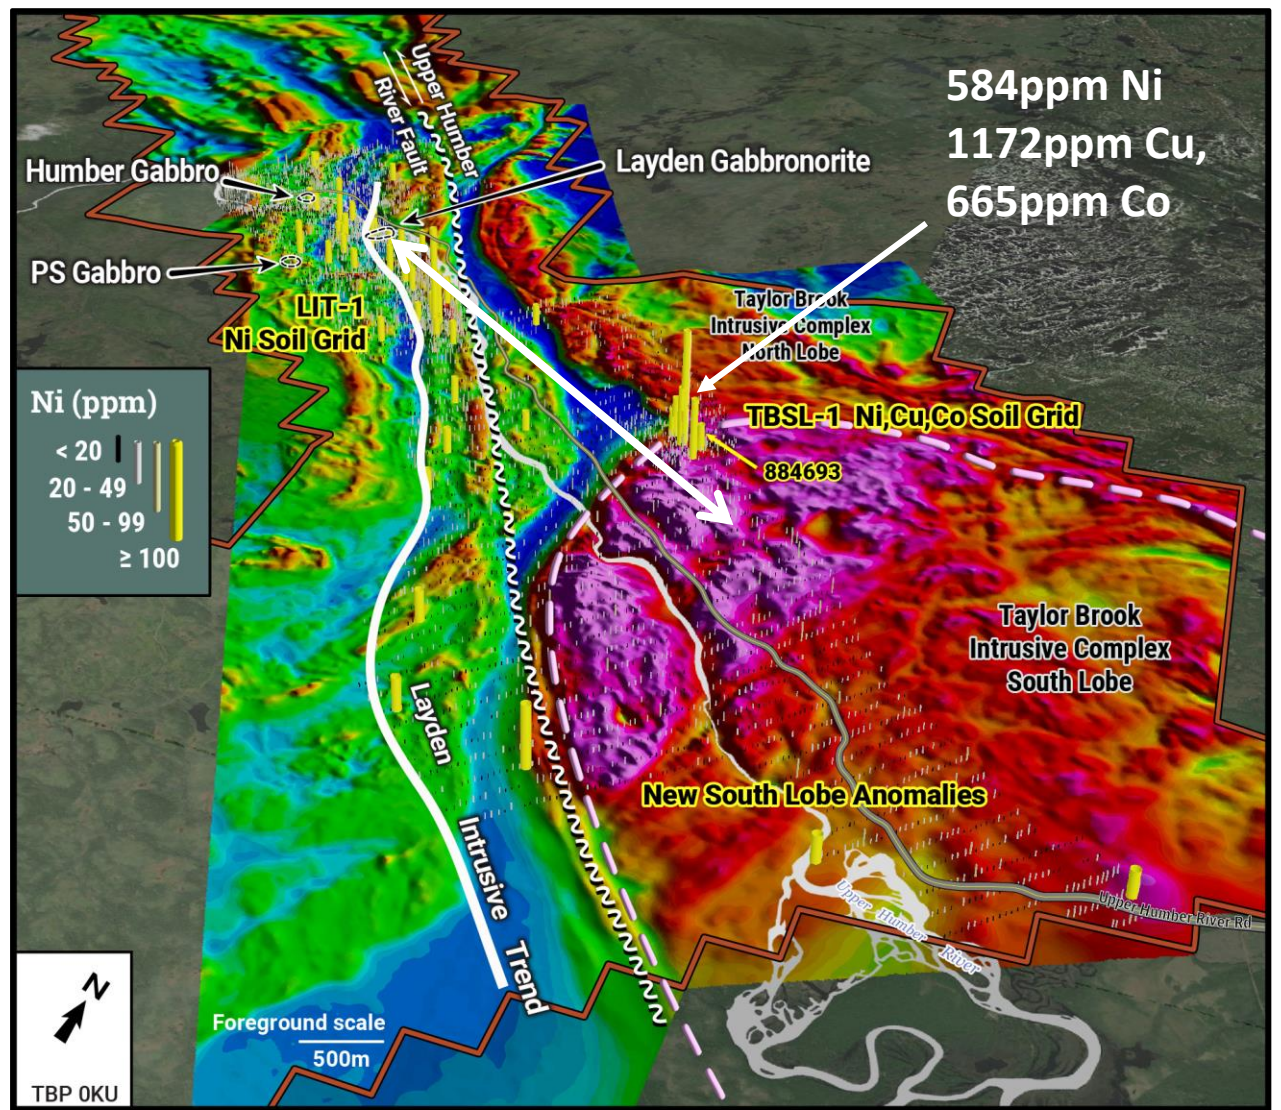 584ppm Ni
1172ppm Cu,
665ppm Co
Upper Humber
River Fault
Humber Gabbro
Layden Gabbronorite
PS Gabbro
LIT-1
Ni Soil Grid
Taylor Brook
Intrusive Complex
North Lobe
Ni (ppm)
< 20
20 - 49
50 - 99
≥ 100
TBSL-1 Ni,Cu,Co Soil Grid
884693
Taylor Brook
Intrusive Complex
South Lobe
Layden
Intrusive
Trend
New South Lobe Anomalies
Upper Humber River
Upper Humber River Rd
N
TBP 0KU
Foreground scale
500m